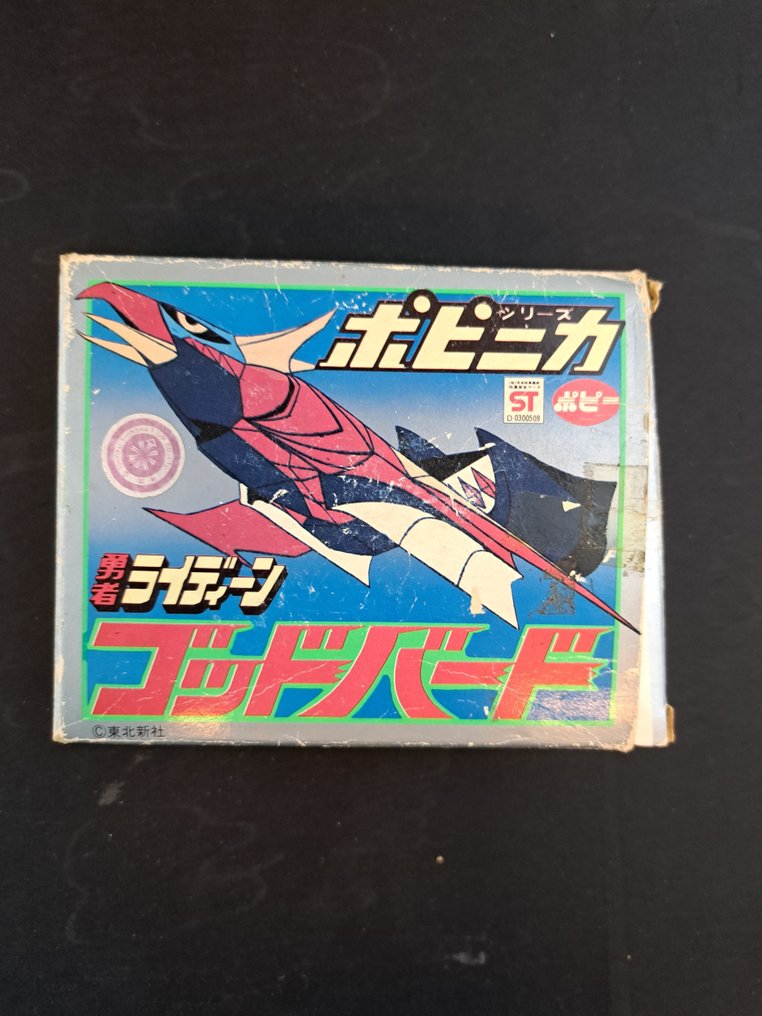 ポピニカ
シリーズ
ST
D 0300508
ポピー
勇者
ライディーン
ゴッドバード
©東北新社